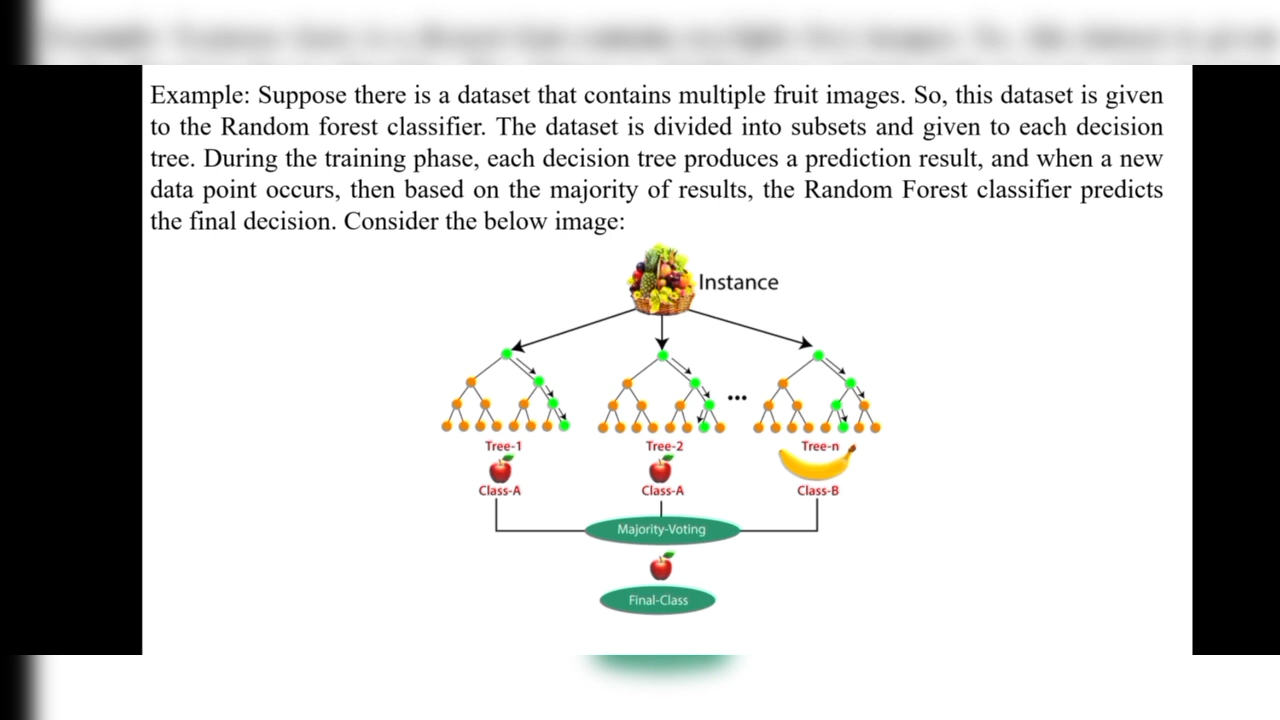 Example: Suppose there is a dataset that contains multiple fruit images. So, this dataset is given
to the Random forest classifier. The dataset is divided into subsets and given to each decision
tree. During the training phase, each decision tree produces a prediction result, and when a new
data point occurs, then based on the majority of results, the Random Forest classifier predicts
the final decision. Consider the below image:
Instance
Tree-1 Tree-2 Tree-n
Class-A Class-A Class-B
Majority-Voting
Final-Class